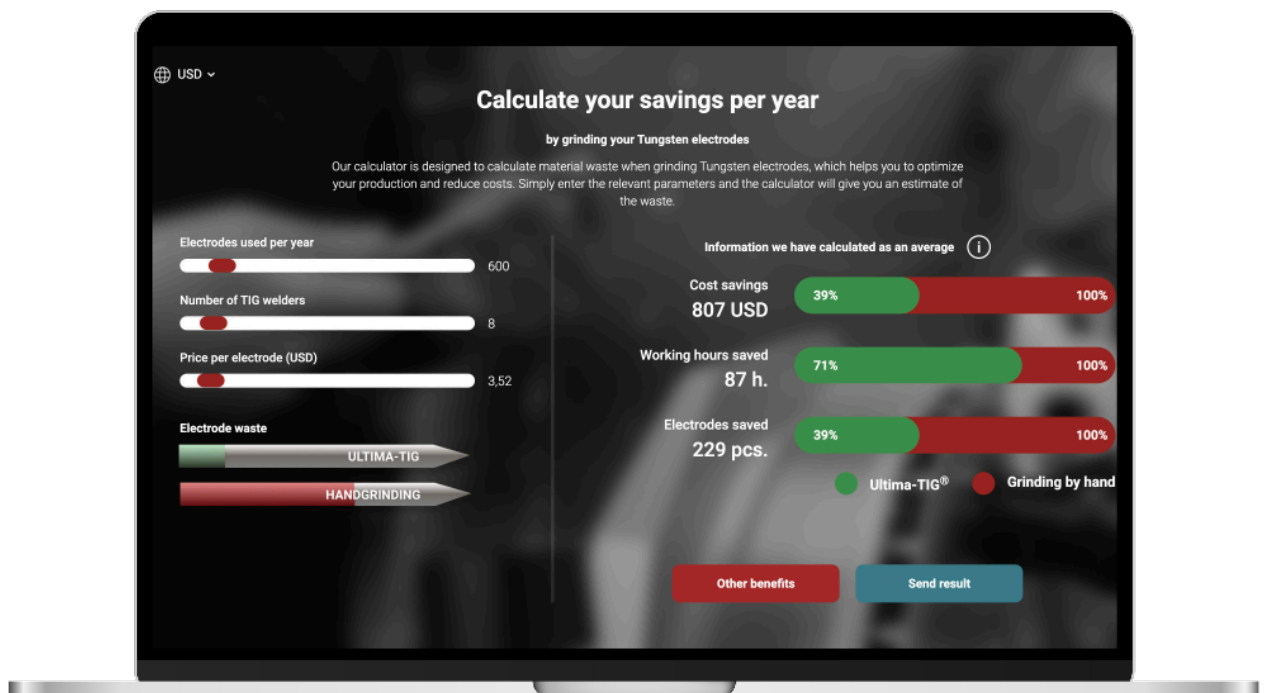 USD
Calculate your savings per year
by grinding your Tungsten electrodes
Our calculator is designed to calculate material waste when grinding Tungsten electrodes, which helps you to optimize
your production and reduce costs. Simply enter the relevant parameters and the calculator will give you an estimate of
the waste.
Electrodes used per year
600
Number of TIG welders
8
Price per electrode (USD)
3,52
Electrode waste
ULTIMA-TIG
HANDGRINDING
Information we have calculated as an average
i
Cost savings
807 USD
39%
100%
Working hours saved
87 h.
71%
100%
Electrodes saved
229 pcs.
39%
100%
Ultima-TIG®
Grinding by hand
Other benefits
Send result